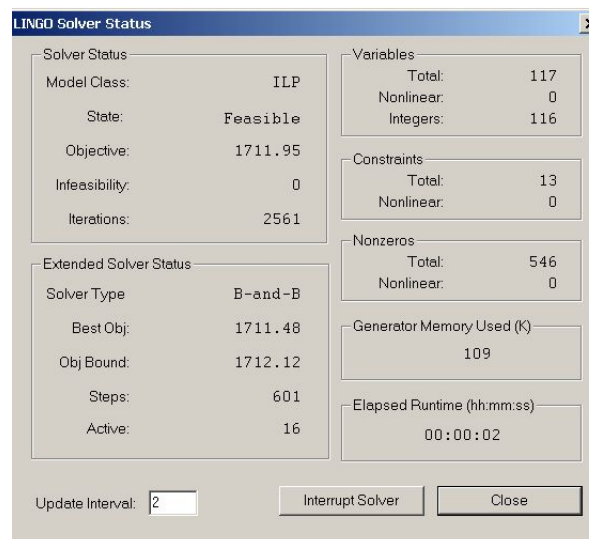 LINGO Solver Status
Solver Status
Model Class: ILP
State: Feasible
Objective: 1711.95
Infeasibility: 0
Iterations: 2561
Extended Solver Status
Solver Type B-and-B
Best Obj: 1711.48
Obj Bound: 1712.12
Steps: 601
Active: 16
Variables
Total: 117
Nonlinear: 0
Integers: 116
Constraints
Total: 13
Nonlinear: 0
Nonzeros
Total: 546
Nonlinear: 0
Generator Memory Used (K)
109
Elapsed Runtime (hh:mm:ss)
00:00:02
Update Interval: 2
Interrupt Solver
Close